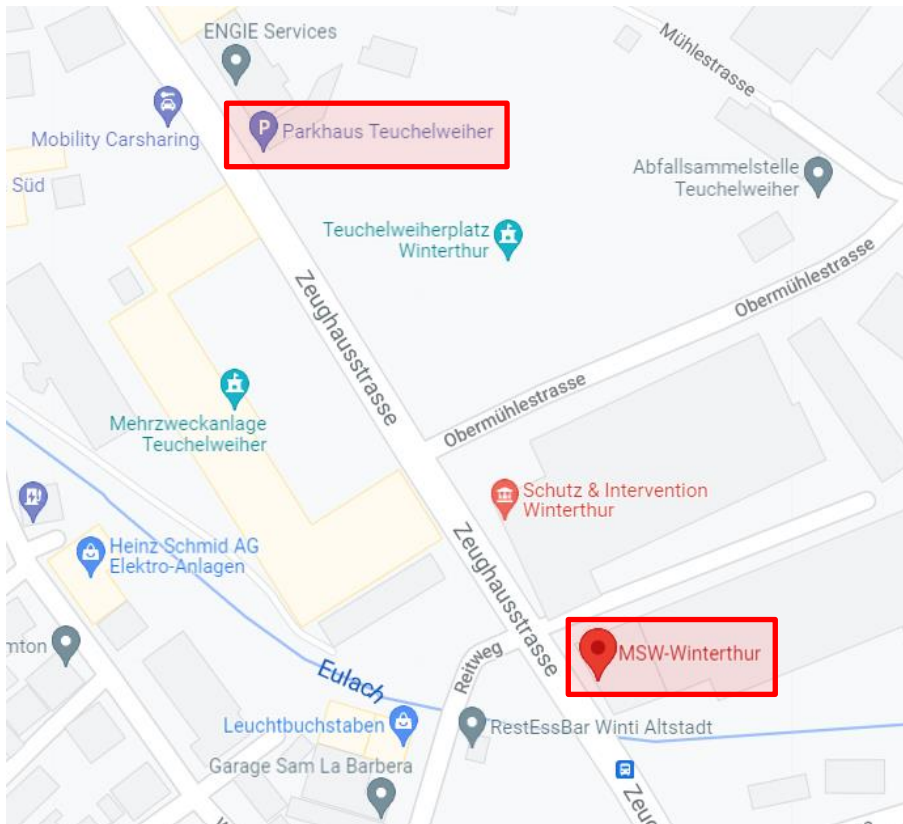 ENGIE Services
Mühlestrasse
Mobility Carsharing
P
Parkhaus Teuchelweiher
Süd
Abfallsammelstelle
Teuchelweiher
Teuchelweiherplatz
Winterthur
Obermühlestrasse
Zeughausstrasse
Obermühlestrasse
Mehrzweckanlage
Teuchelweiher
Schutz & Intervention
Winterthur
Heinz Schmid AG
Elektro-Anlagen
Zeughausstrasse
MSW-Winterthur
Reitweg
Eulach
Leuchtbuchstaben
RestEssBar Winti Altstadt
Garage Sam La Barbera
Zeug